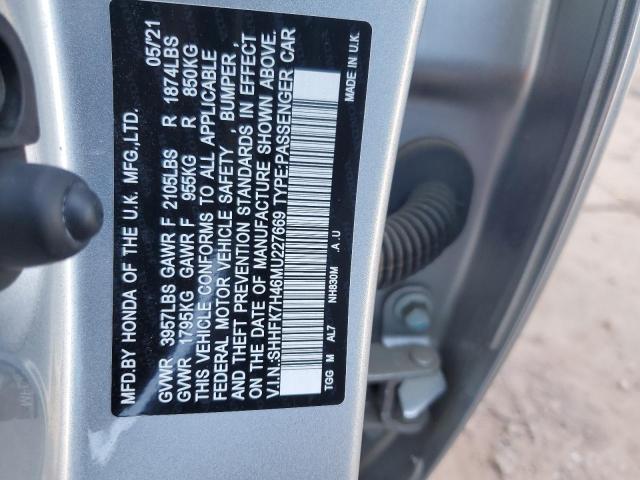 MFD.BY HONDA OF THE U.K. MFG.,LTD. 05/21
GVWR 3957LBS GAWR F 2105LBS R 1874LBS
GVWR 1795KG GAWR F 955KG R 850KG
THIS VEHICLE CONFORMS TO ALL APPLICABLE
FEDERAL MOTOR VEHICLE SAFETY , BUMPER ,
AND THEFT PREVENTION STANDARDS IN EFFECT
ON THE DATE OF MANUFACTURE SHOWN ABOVE.
V.I.N.:SHHFK7H46MU227669 TYPE:PASSENGER CAR
TGG M AL7 NH830M .A.U MADE IN U.K.